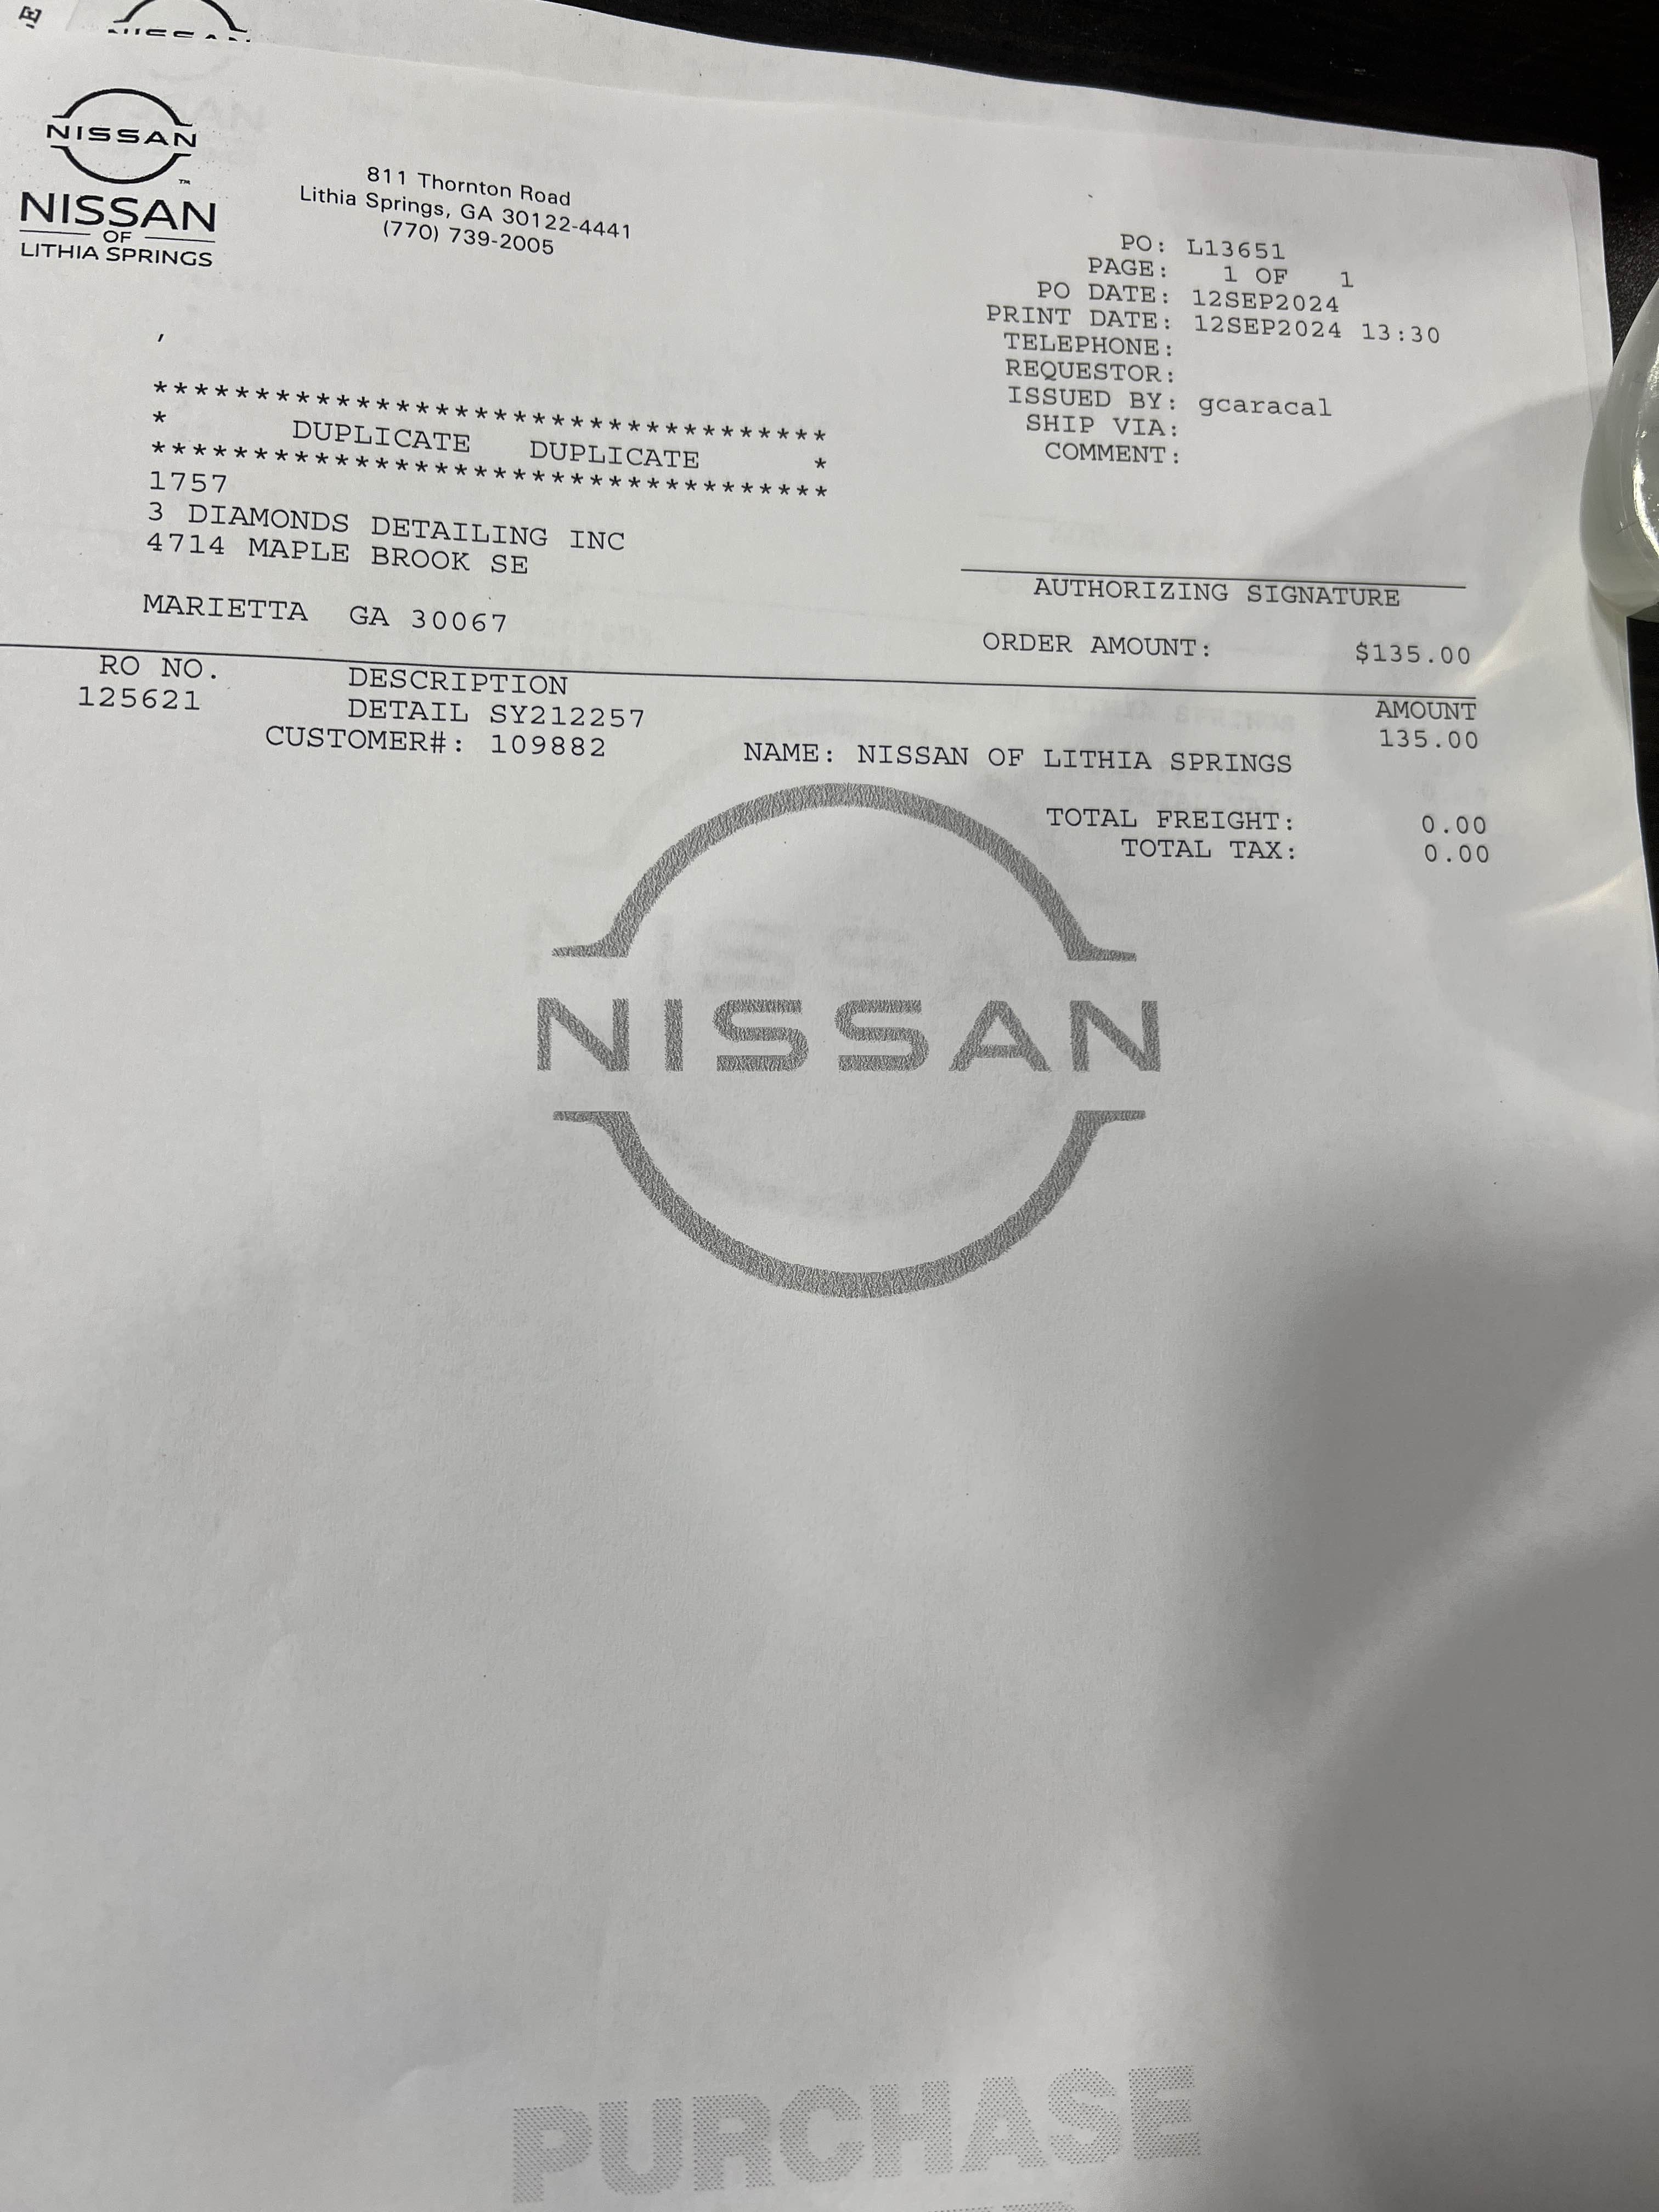 NISSAN
NISSAN
OF
LITHIA SPRINGS
811 Thornton Road
Lithia Springs, GA 30122-4441
(770) 739-2005
PO: L13651
PAGE: 1 OF 1
PO DATE: 12SEP2024
PRINT DATE: 12SEP2024 13:30
TELEPHONE:
REQUESTOR:
ISSUED BY: gcaracal
SHIP VIA:
COMMENT:
,
*********************************
* DUPLICATE DUPLICATE *
*********************************
1757
3 DIAMONDS DETAILING INC
4714 MAPLE BROOK SE
MARIETTA GA 30067
AUTHORIZING SIGNATURE
ORDER AMOUNT: $135.00
RO NO. DESCRIPTION AMOUNT
125621 DETAIL SY212257 135.00
CUSTOMER#: 109882 NAME: NISSAN OF LITHIA SPRINGS
TOTAL FREIGHT: 0.00
TOTAL TAX: 0.00
NISSAN
PURCHASE